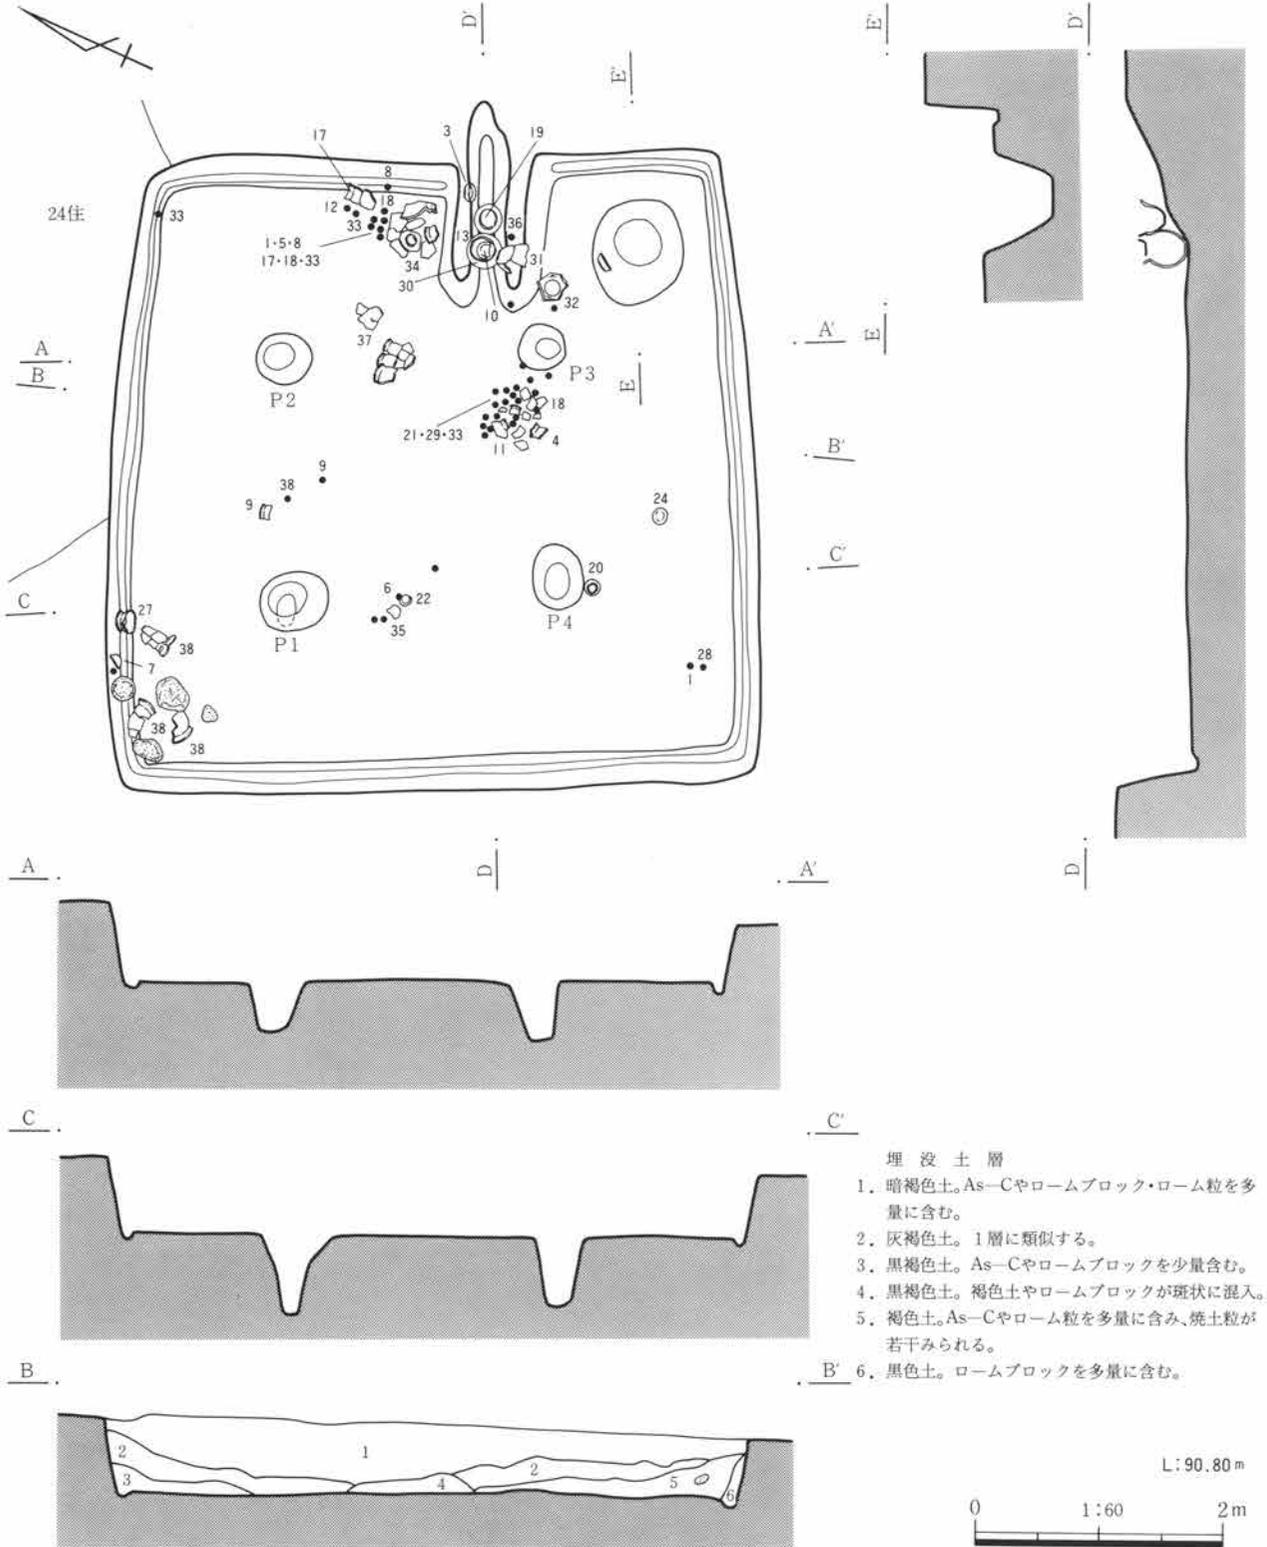 D′
E′
E′
D′
17
3
19
8
24住
33
12
18
33
36
1・5・8
17・18・33
13
34
31
30
10
32
37
A
A′
E
B
P2
P3
E
18
21・29・33
11
4
B′
9
38
9
24
C′
C
6
22
20
27
35
P1
P4
38
7
28
1
38
38
A
D
A′
D
C
C′
埋没土層
1. 暗褐色土。As—Cやロームブロック・ローム粒を多
量に含む。
2. 灰褐色土。1層に類似する。
3. 黒褐色土。As—Cやロームブロックを少量含む。
4. 黒褐色土。褐色土やロームブロックが斑状に混入。
5. 褐色土。As—Cやローム粒を多量に含み、焼土粒が
若干みられる。
6. 黒色土。ロームブロックを多量に含む。
B
B′
2
1
2
3
4
5
6
L:90.80m
0 1:60 2m